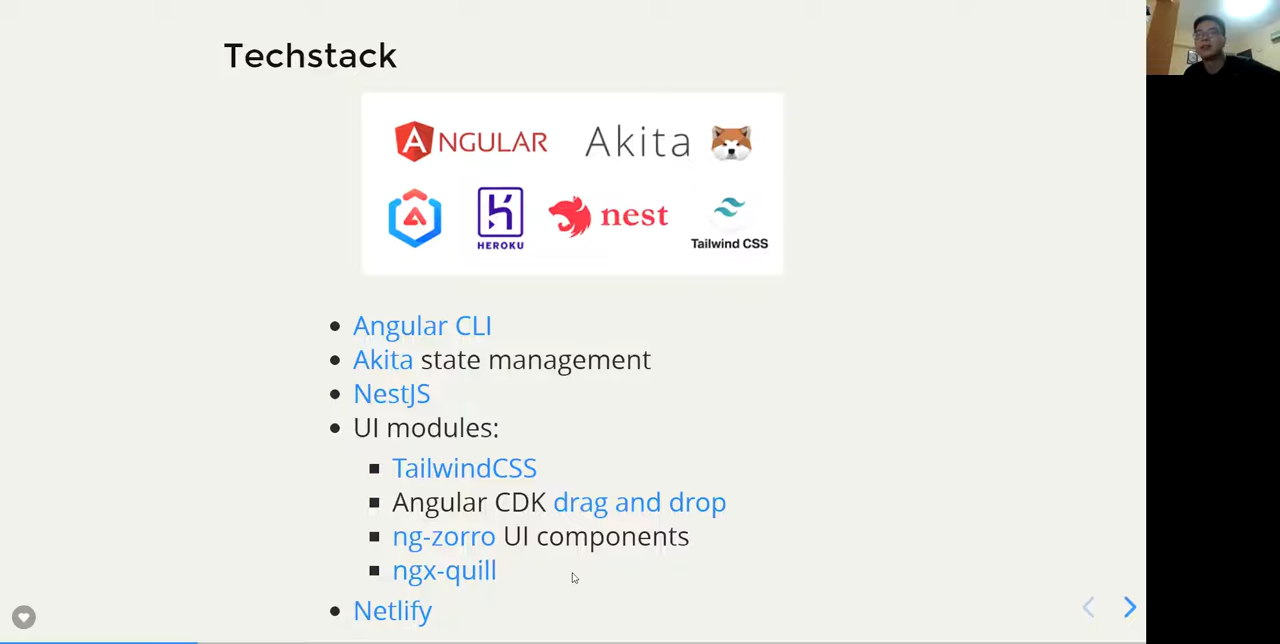 Techstack
ANGULAR Akita
HEROKU nest Tailwind CSS
Angular CLI
Akita state management
NestJS
UI modules:
TailwindCSS
Angular CDK drag and drop
ng-zorro UI components
ngx-quill
Netlify